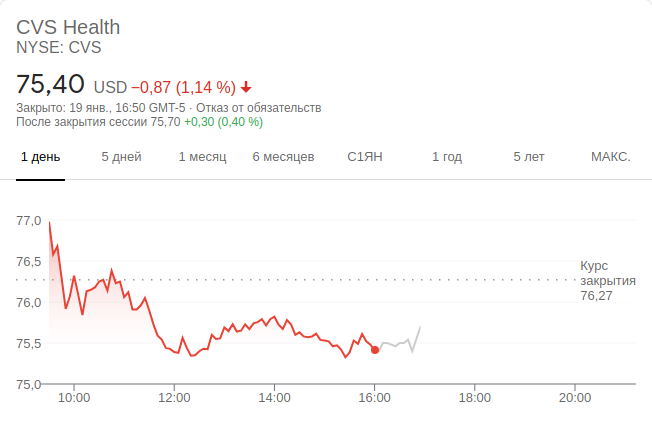 CVS Health
NYSE: CVS
75,40 USD −0,87 (1,14 %)
Закрыто: 19 янв., 16:50 GMT-5 · Отказ от обязательств
После закрытия сессии 75,70 +0,30 (0,40 %)
1 день 5 дней 1 месяц 6 месяцев С1ЯН 1 год 5 лет МАКС.
77,0
76,5
Курс
закрытия
76,27
76,0
75,5
75,0
10:00 12:00 14:00 16:00 18:00 20:00